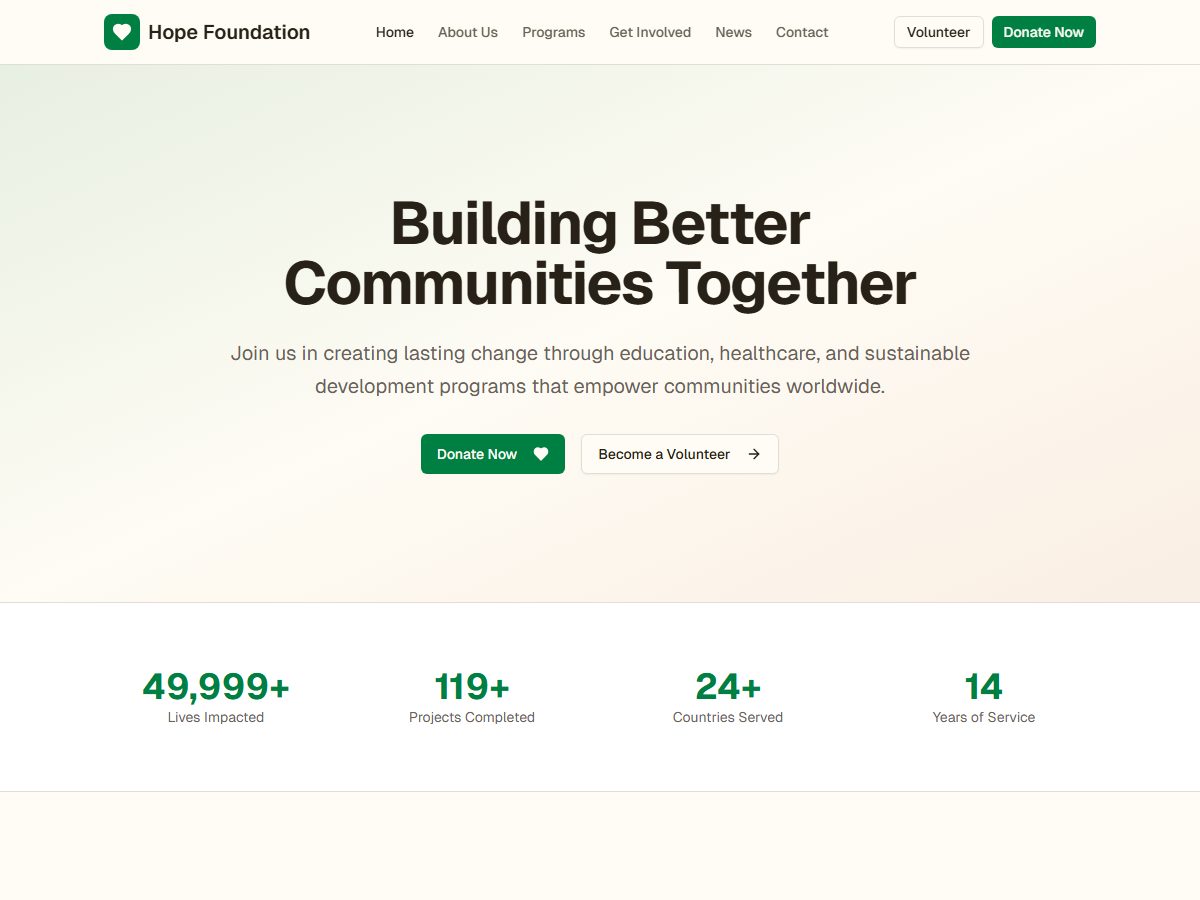 Hope Foundation
Home
About Us
Programs
Get Involved
News
Contact
Volunteer
Donate Now
Building Better
Communities Together
Join us in creating lasting change through education, healthcare, and sustainable
development programs that empower communities worldwide.
Donate Now
Become a Volunteer
49,999+
Lives Impacted
119+
Projects Completed
24+
Countries Served
14
Years of Service